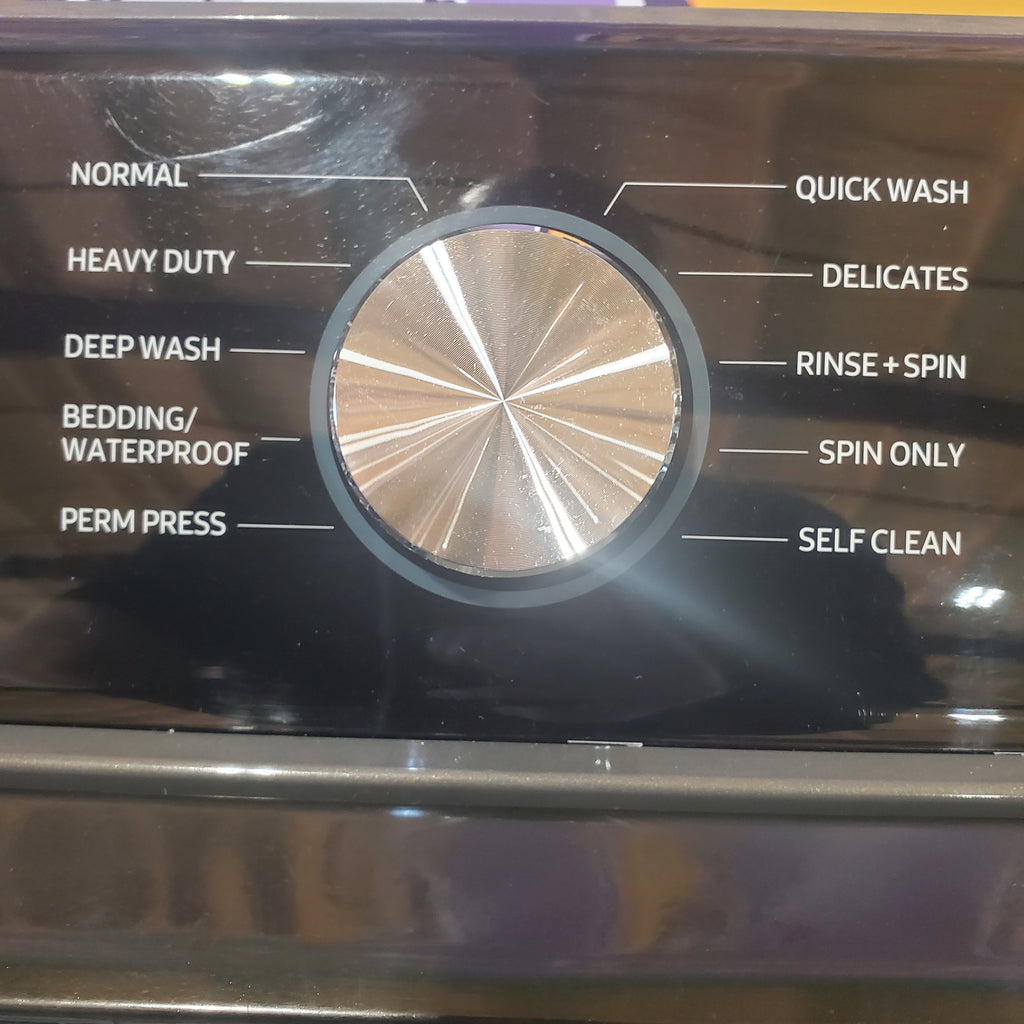 NORMAL
HEAVY DUTY
DEEP WASH
BEDDING/
WATERPROOF
PERM PRESS
QUICK WASH
DELICATES
RINSE + SPIN
SPIN ONLY
SELF CLEAN